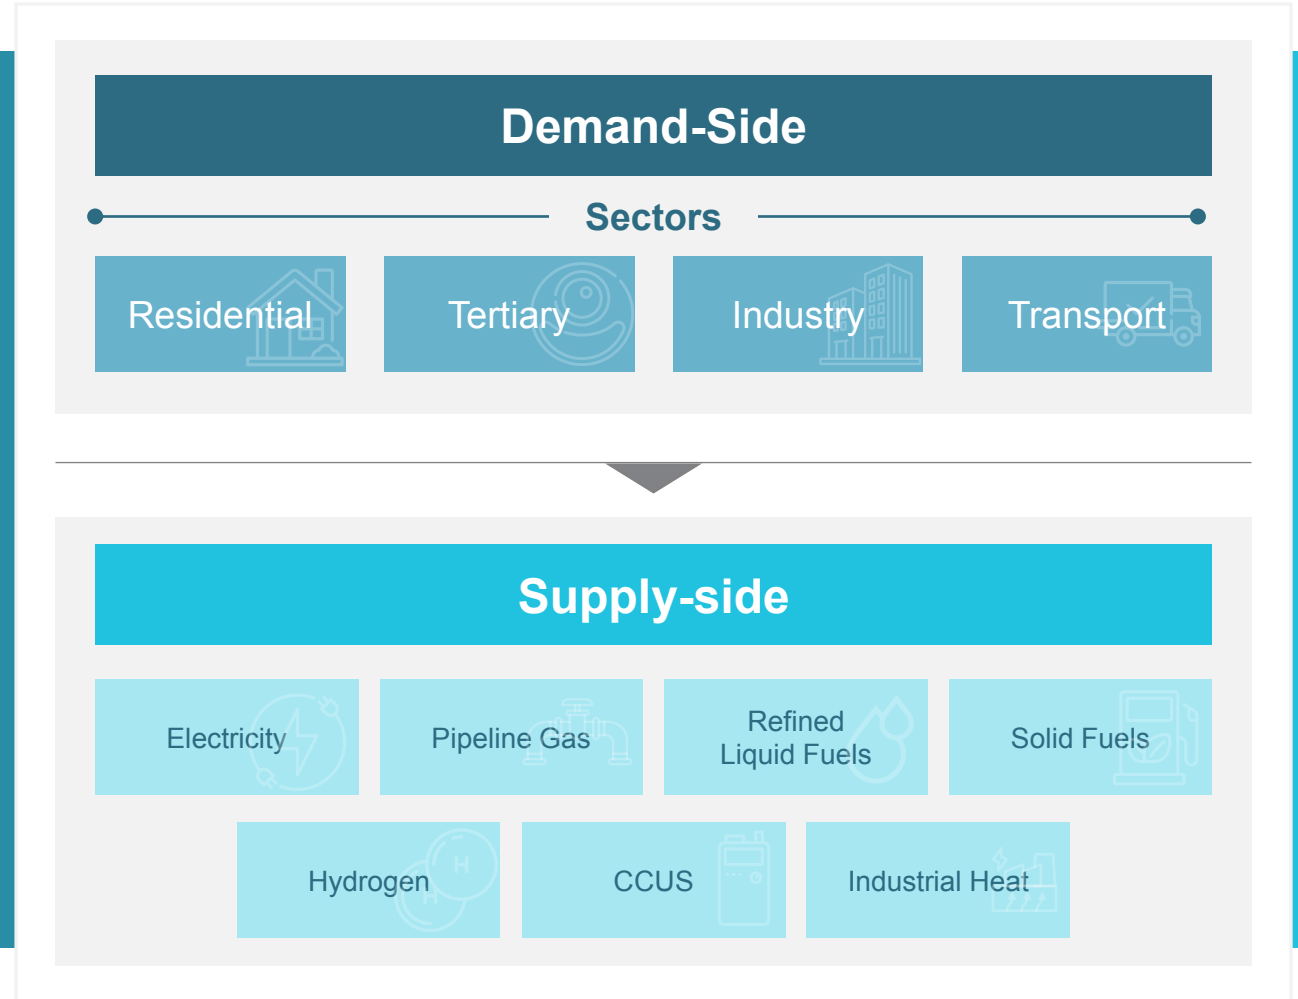 Demand-Side
Sectors
Residential
Tertiary
Industry
Transport
Supply-side
Electricity
Pipeline Gas
Refined
Liquid Fuels
Solid Fuels
Hydrogen
H
H
CCUS
Industrial Heat